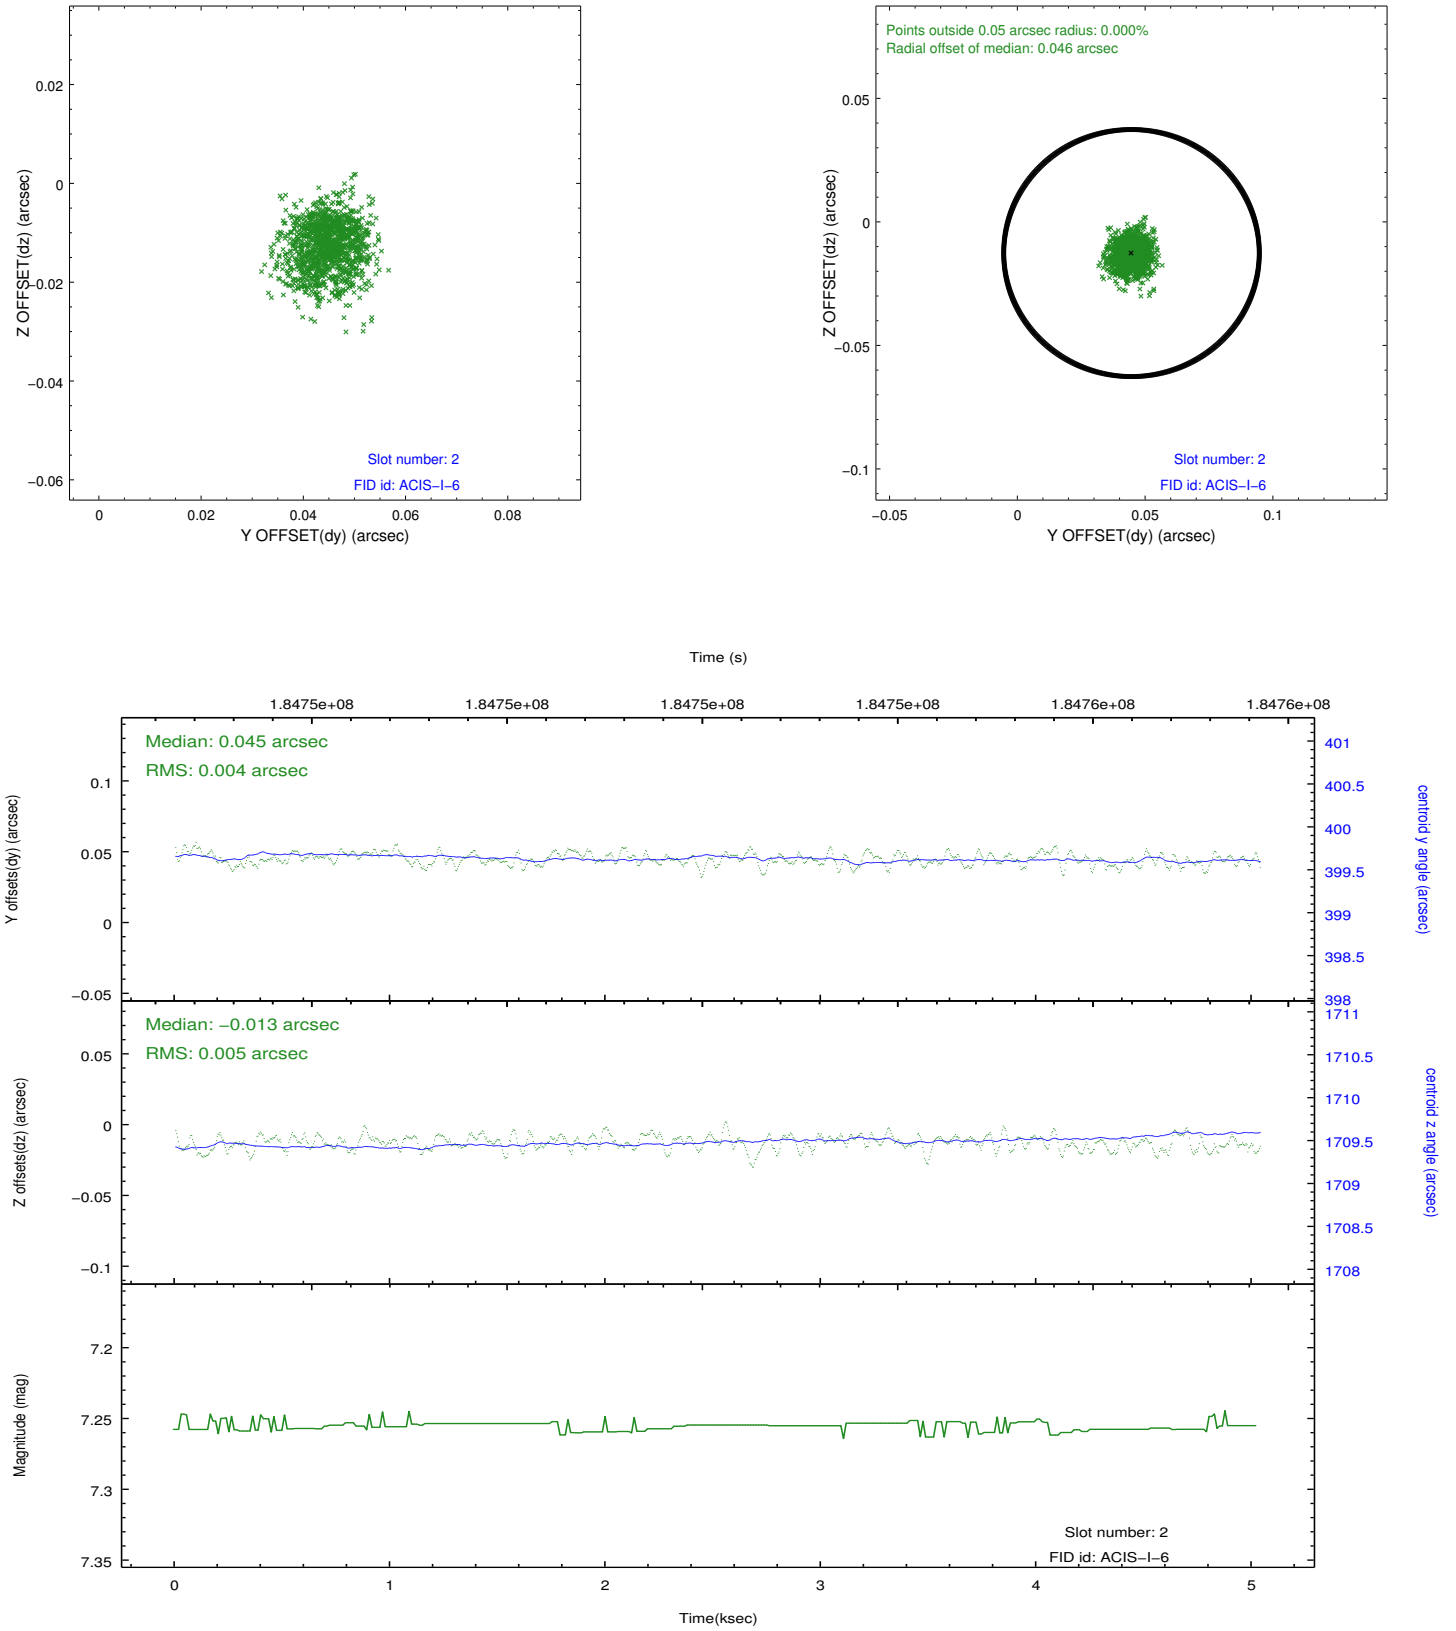 0.02
0
−0.02
−0.04
−0.06
Z OFFSET(dz) (arcsec)
Slot number: 2
FID id: ACIS−I−6
0
0.02
0.04
0.06
0.08
Y OFFSET(dy) (arcsec)
Points outside 0.05 arcsec radius: 0.000%
Radial offset of median: 0.046 arcsec
0.05
0
−0.05
−0.1
Z OFFSET(dz) (arcsec)
Slot number: 2
FID id: ACIS−I−6
−0.05
0
0.05
0.1
Y OFFSET(dy) (arcsec)
Time (s)
1.8475e+08
1.8475e+08
1.8475e+08
1.8475e+08
1.8476e+08
1.8476e+08
Median: 0.045 arcsec
RMS: 0.004 arcsec
0.1
0.05
0
−0.05
Y offsets(dy) (arcsec)
401
400.5
400
399.5
399
398.5
398
centroid y angle (arcsec)
Median: −0.013 arcsec
RMS: 0.005 arcsec
0.05
0
−0.05
−0.1
Z offsets(dz) (arcsec)
1711
1710.5
1710
1709.5
1709
1708.5
1708
centroid z angle (arcsec)
7.2
7.25
7.3
7.35
Magnitude (mag)
Slot number: 2
FID id: ACIS−I−6
0
1
2
3
4
5
Time(ksec)